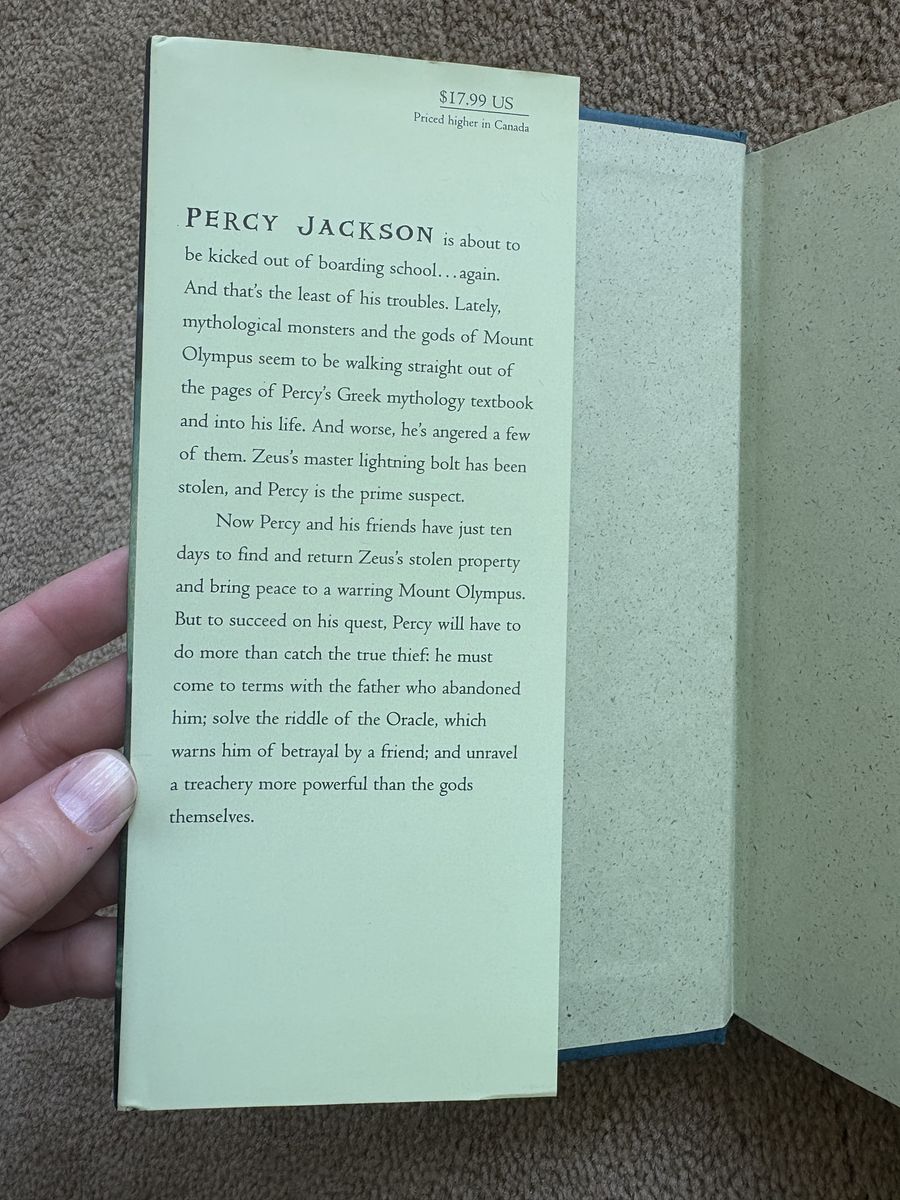 $17.99 US
Priced higher in Canada
PERCY JACKSON is about to
be kicked out of boarding school...again.
And that's the least of his troubles. Lately,
mythological monsters and the gods of Mount
Olympus seem to be walking straight out of
the pages of Percy's Greek mythology textbook
and into his life. And worse, he's angered a few
of them. Zeus's master lightning bolt has been
stolen, and Percy is the prime suspect.
Now Percy and his friends have just ten
days to find and return Zeus's stolen property
and bring peace to a warring Mount Olympus.
But to succeed on his quest, Percy will have to
do more than catch the true thief: he must
come to terms with the father who abandoned
him; solve the riddle of the Oracle, which
warns him of betrayal by a friend; and unravel
a treachery more powerful than the gods
themselves.